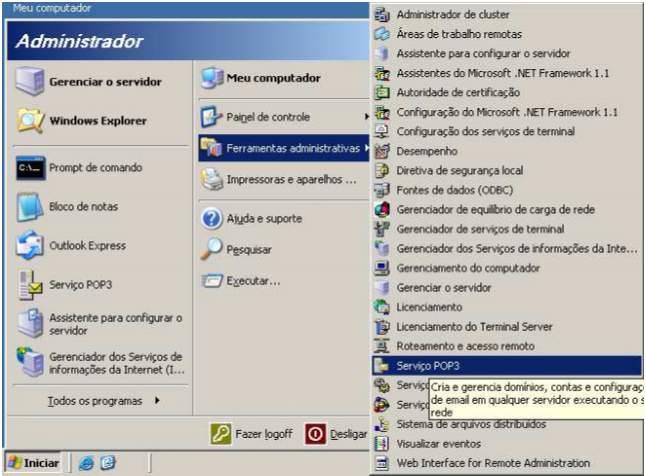 Meu computador
Administrador
Gerenciar o servidor
Windows Explorer
C:\_
Prompt de comando
Bloco de notas
Outlook Express
Serviço POP3
Assistente para configurar o
servidor
Gerenciador dos Serviços de
informações da Internet (I...
Todos os programas
Meu computador
Painel de controle
Ferramentas administrativas
Impressoras e aparelhos ...
Ajuda e suporte
Pesquisar
Executar...
Fazer logoff
Desligar
Iniciar
Administrador de cluster
Áreas de trabalho remotas
Assistente para configurar o servidor
Assistentes do Microsoft .NET Framework 1.1
Autoridade de certificação
Configuração do Microsoft .NET Framework 1.1
Configuração dos serviços de terminal
Desempenho
Diretiva de segurança local
Fontes de dados (ODBC)
Gerenciador de equilíbrio de carga de rede
Gerenciador de serviços de terminal
Gerenciador dos Serviços de informações da Inte...
Gerenciamento do computador
Gerenciar o servidor
Licenciamento
Licenciamento do Terminal Server
Roteamento e acesso remoto
Serviço POP3
Serviç
Cria e gerencia domínios, contas e configuraç
de email em qualquer servidor executando o s
Serviç
rede
Sistema de arquivos distribuídos
Visualizar eventos
Web Interface for Remote Administration